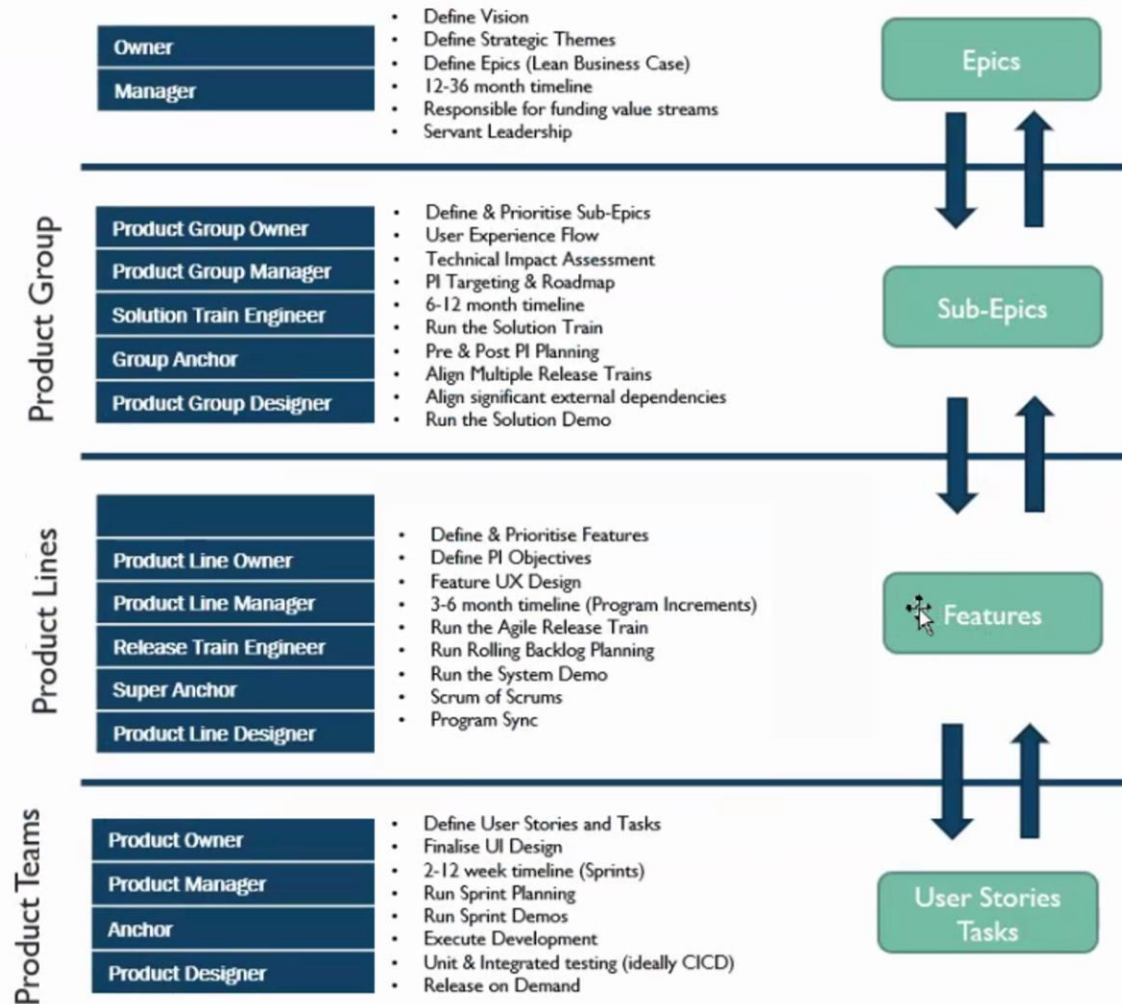 Owner
Manager
• Define Vision
• Define Strategic Themes
• Define Epics (Lean Business Case)
• 12-36 month timeline
• Responsible for funding value streams
• Servant Leadership
Epics
Product Group
Product Group Owner
Product Group Manager
Solution Train Engineer
Group Anchor
Product Group Designer
• Define & Prioritise Sub-Epics
• User Experience Flow
• Technical Impact Assessment
• PI Targeting & Roadmap
• 6-12 month timeline
• Run the Solution Train
• Pre & Post PI Planning
• Align Multiple Release Trains
• Align significant external dependencies
• Run the Solution Demo
Sub-Epics
Product Lines
Product Line Owner
Product Line Manager
Release Train Engineer
Super Anchor
Product Line Designer
• Define & Prioritise Features
• Define PI Objectives
• Feature UX Design
• 3-6 month timeline (Program Increments)
• Run the Agile Release Train
• Run Rolling Backlog Planning
• Run the System Demo
• Scrum of Scrums
• Program Sync
Features
Product Teams
Product Owner
Product Manager
Anchor
Product Designer
• Define User Stories and Tasks
• Finalise UI Design
• 2-12 week timeline (Sprints)
• Run Sprint Planning
• Run Sprint Demos
• Execute Development
• Unit & Integrated testing (ideally CICD)
• Release on Demand
User Stories
Tasks